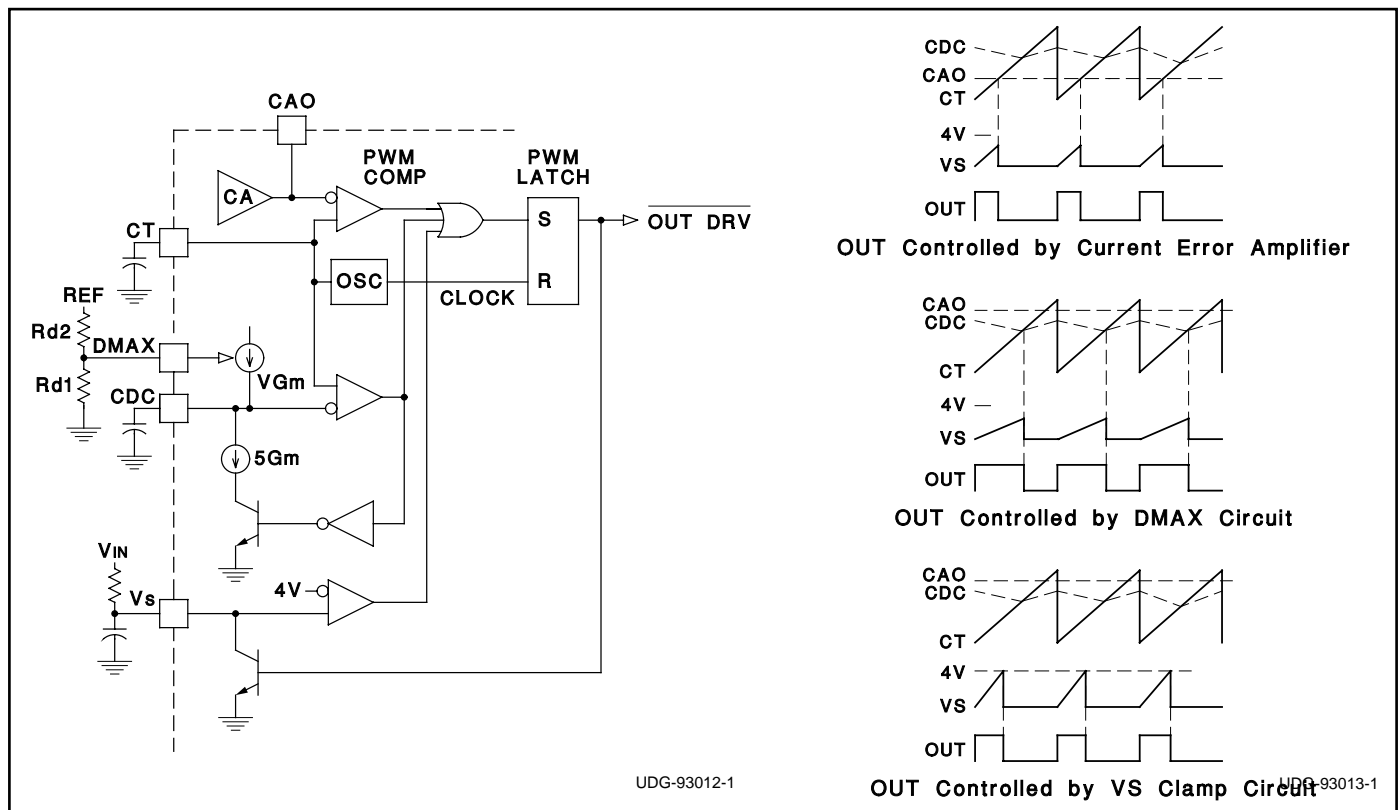 CAO
PWM
COMP
PWM
LATCH
CA
S
OUT DRV
CT
OSC
R
CLOCK
REF
Rd2
DMAX
VGm
Rd1
CDC
5Gm
VIN
4V
Vs
UDG-93012-1
CDC
CAO
CT
4V
VS
OUT
OUT Controlled by Current Error Amplifier
CAO
CDC
CT
4V
VS
OUT
OUT Controlled by DMAX Circuit
CAO
CDC
CT
4V
VS
OUT
OUT Controlled by VS Clamp Circuit
UDG-93013-1